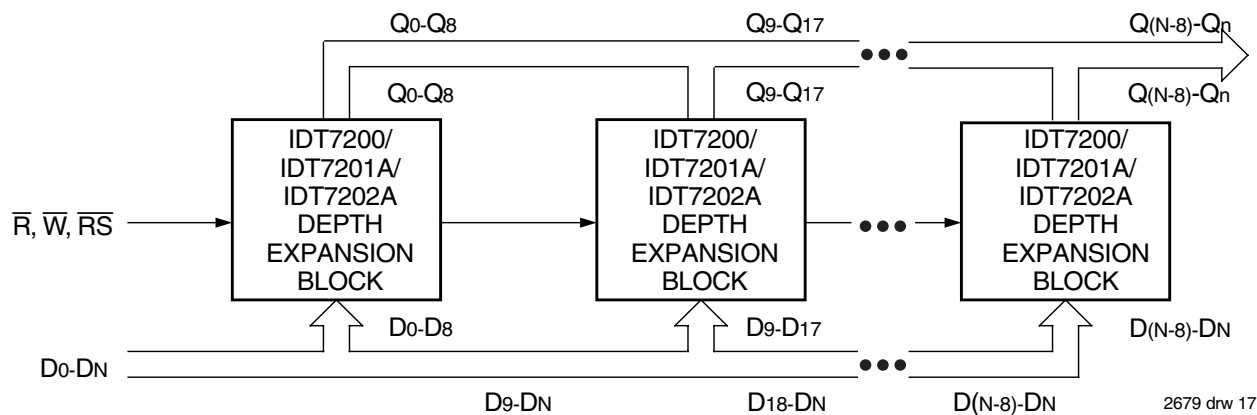 Q0-Q8 Q9-Q17 Q(N-8)-Qn
Q0-Q8 Q9-Q17 Q(N-8)-Qn
IDT7200/
IDT7201A/
IDT7202A
DEPTH
EXPANSION
BLOCK
IDT7200/
IDT7201A/
IDT7202A
DEPTH
EXPANSION
BLOCK
IDT7200/
IDT7201A/
IDT7202A
DEPTH
EXPANSION
BLOCK
R̅, W̅, R̅S̅
D0-D8 D9-D17 D(N-8)-DN
D0-DN
D9-DN D18-DN D(N-8)-DN
2679 drw 17